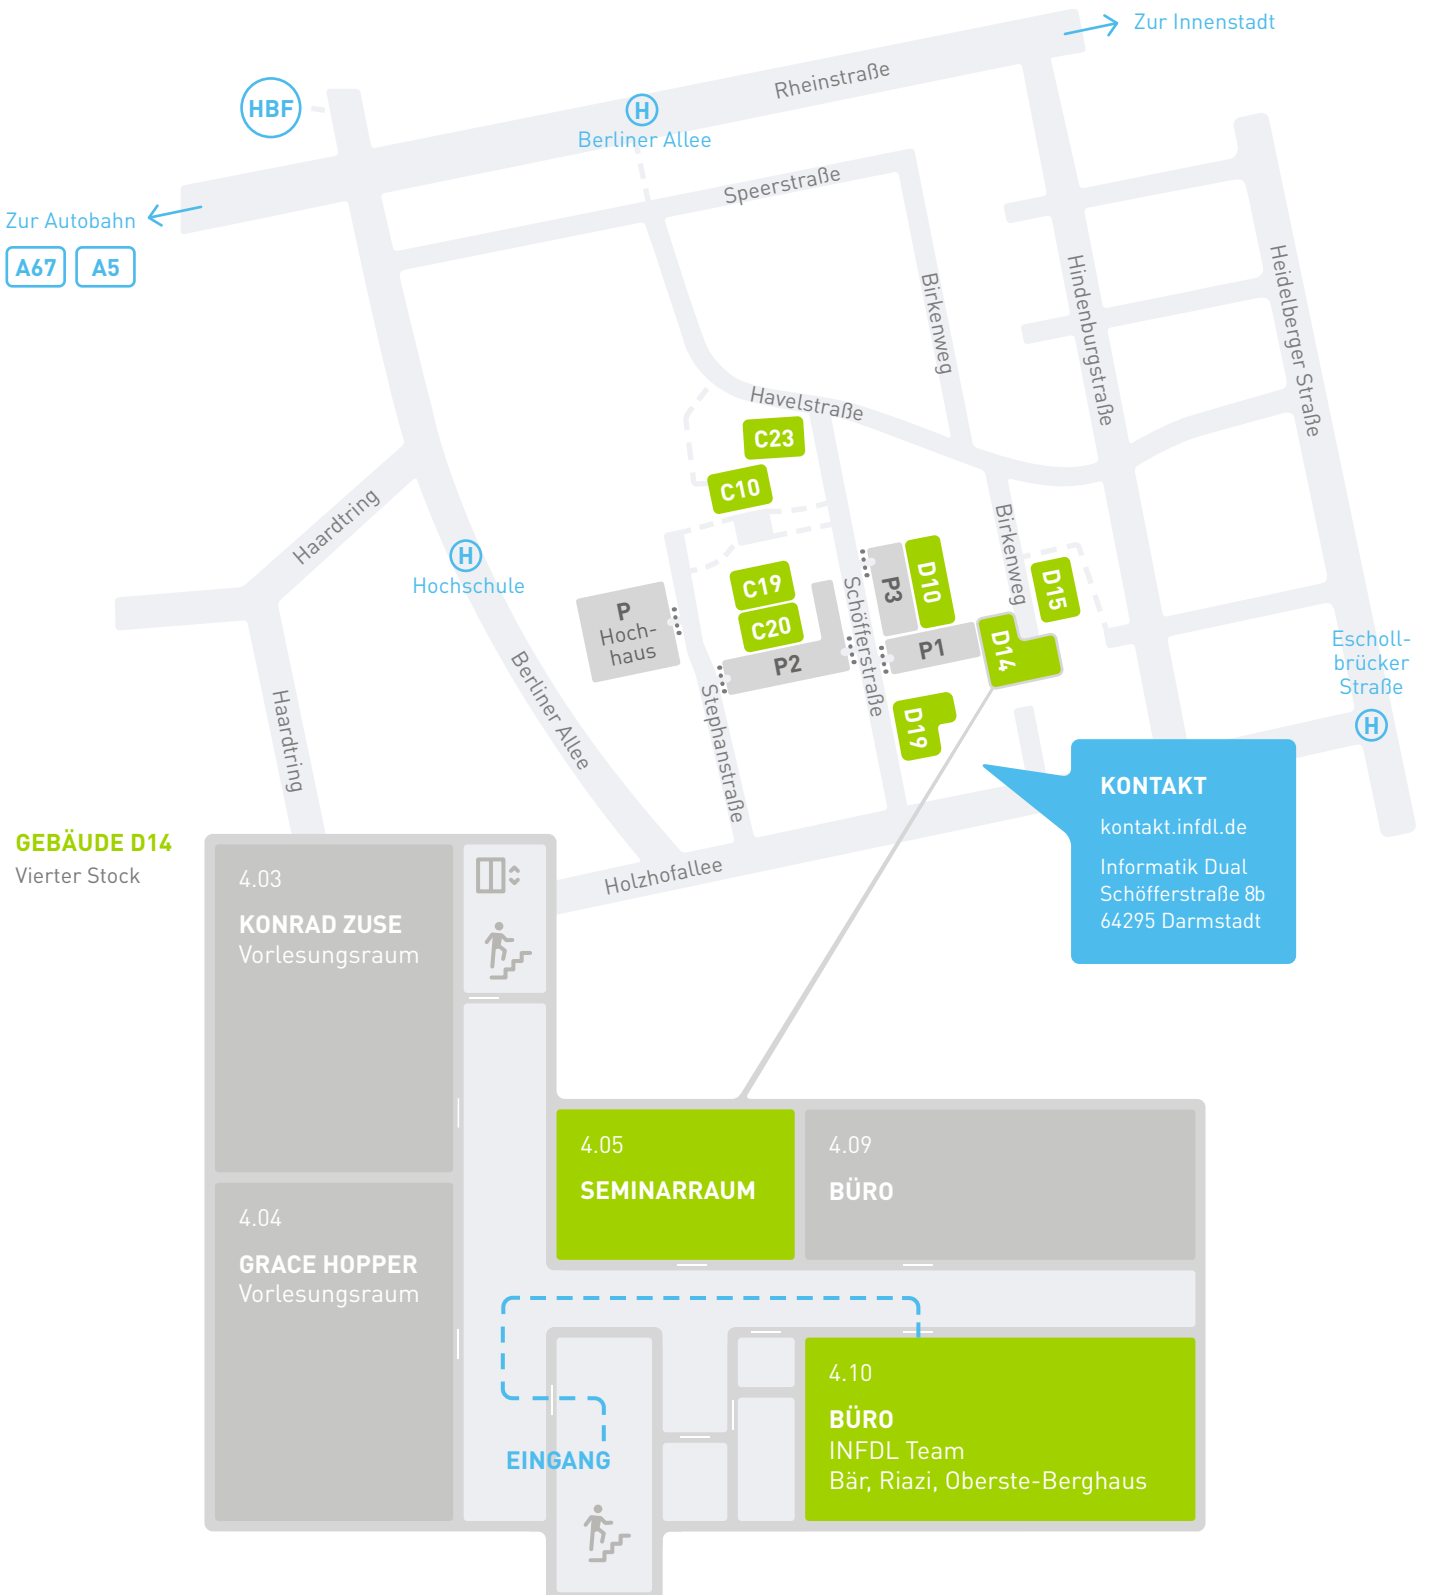 Zur Innenstadt
Rheinstraße
HBF
H
Berliner Allee
Speerstraße
Zur Autobahn
A67
A5
Birkenweg
Hindenburgstraße
Heidelberger Straße
Havelstraße
C23
C10
Haardtring
H
Hochschule
Birkenweg
C19
C20
P3
D10
D15
P
Hoch-
haus
P2
Schöfferstraße
P1
D14
Escholl-
brücker
Straße
H
Haardtring
Berliner Allee
Stephanstraße
D19
Holzhofallee
KONTAKT
kontakt.infdl.de
Informatik Dual
Schöfferstraße 8b
64295 Darmstadt
GEBÄUDE D14
Vierter Stock
4.03
KONRAD ZUSE
Vorlesungsraum
4.04
GRACE HOPPER
Vorlesungsraum
4.05
SEMINARRAUM
4.09
BÜRO
EINGANG
4.10
BÜRO
INFDL Team
Bär, Riazi, Oberste-Berghaus